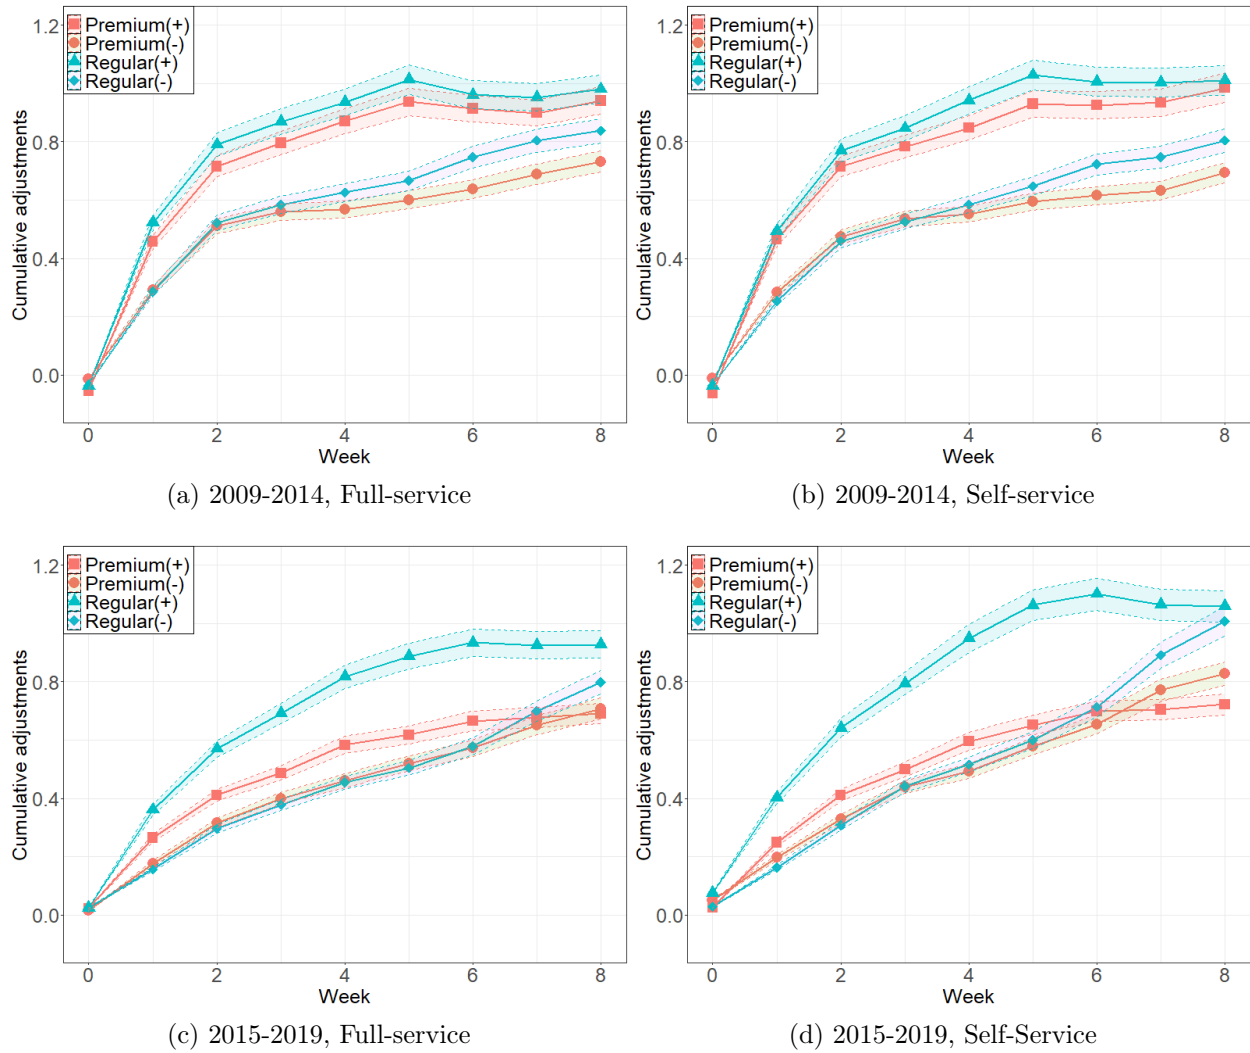 Premium(+)
Premium(-)
Regular(+)
Regular(-)
Cumulative adjustments
1.2
0.8
0.4
0.0
0 2 4 6 8
Week
(a) 2009-2014, Full-service
Premium(+)
Premium(-)
Regular(+)
Regular(-)
Cumulative adjustments
1.2
0.8
0.4
0.0
0 2 4 6 8
Week
(b) 2009-2014, Self-service
Premium(+)
Premium(-)
Regular(+)
Regular(-)
Cumulative adjustments
1.2
0.8
0.4
0.0
0 2 4 6 8
Week
(c) 2015-2019, Full-service
Premium(+)
Premium(-)
Regular(+)
Regular(-)
Cumulative adjustments
1.2
0.8
0.4
0.0
0 2 4 6 8
Week
(d) 2015-2019, Self-Service